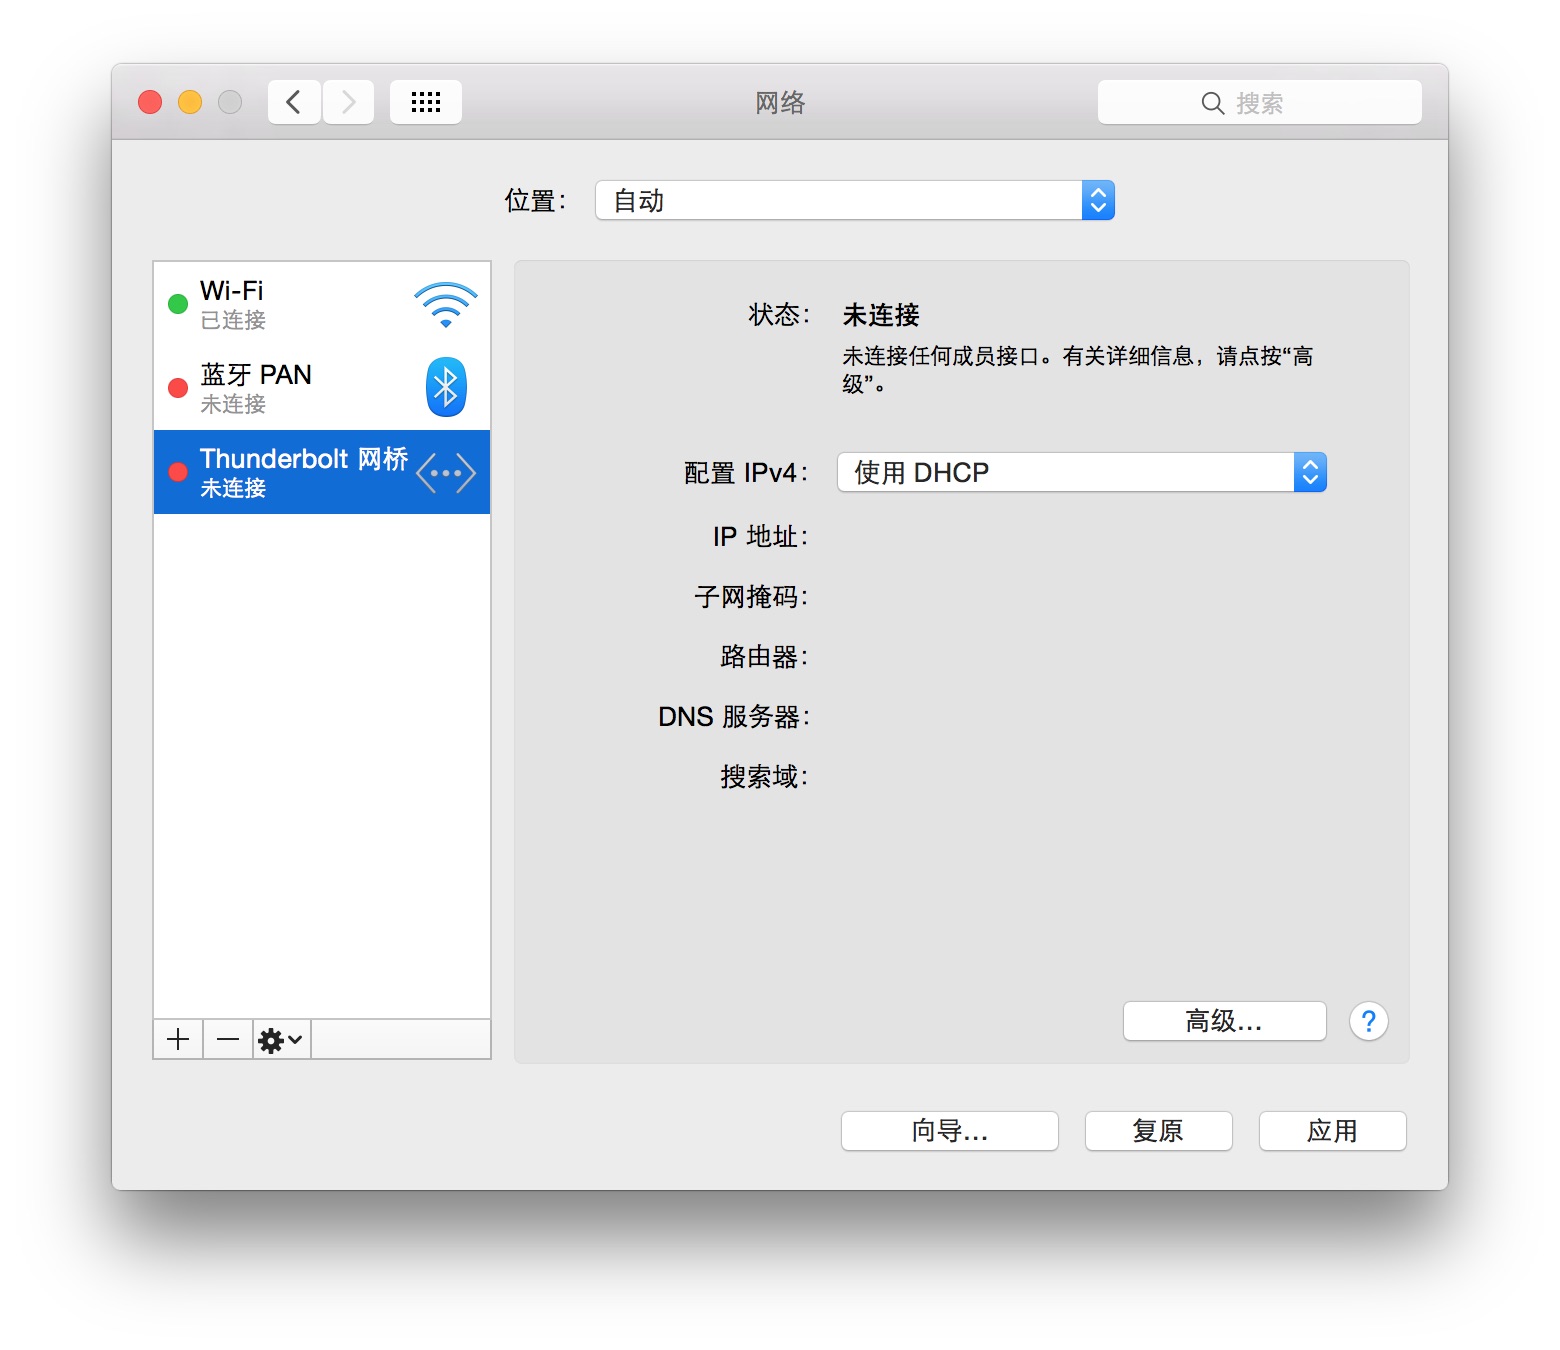 网络
搜索
位置： 自动
Wi-Fi
已连接
蓝牙 PAN
未连接
Thunderbolt 网桥
未连接
状态： 未连接
未连接任何成员接口。有关详细信息，请点按“高
级”。
配置 IPv4： 使用 DHCP
IP 地址：
子网掩码：
路由器：
DNS 服务器：
搜索域：
高级...
?
向导...
复原
应用